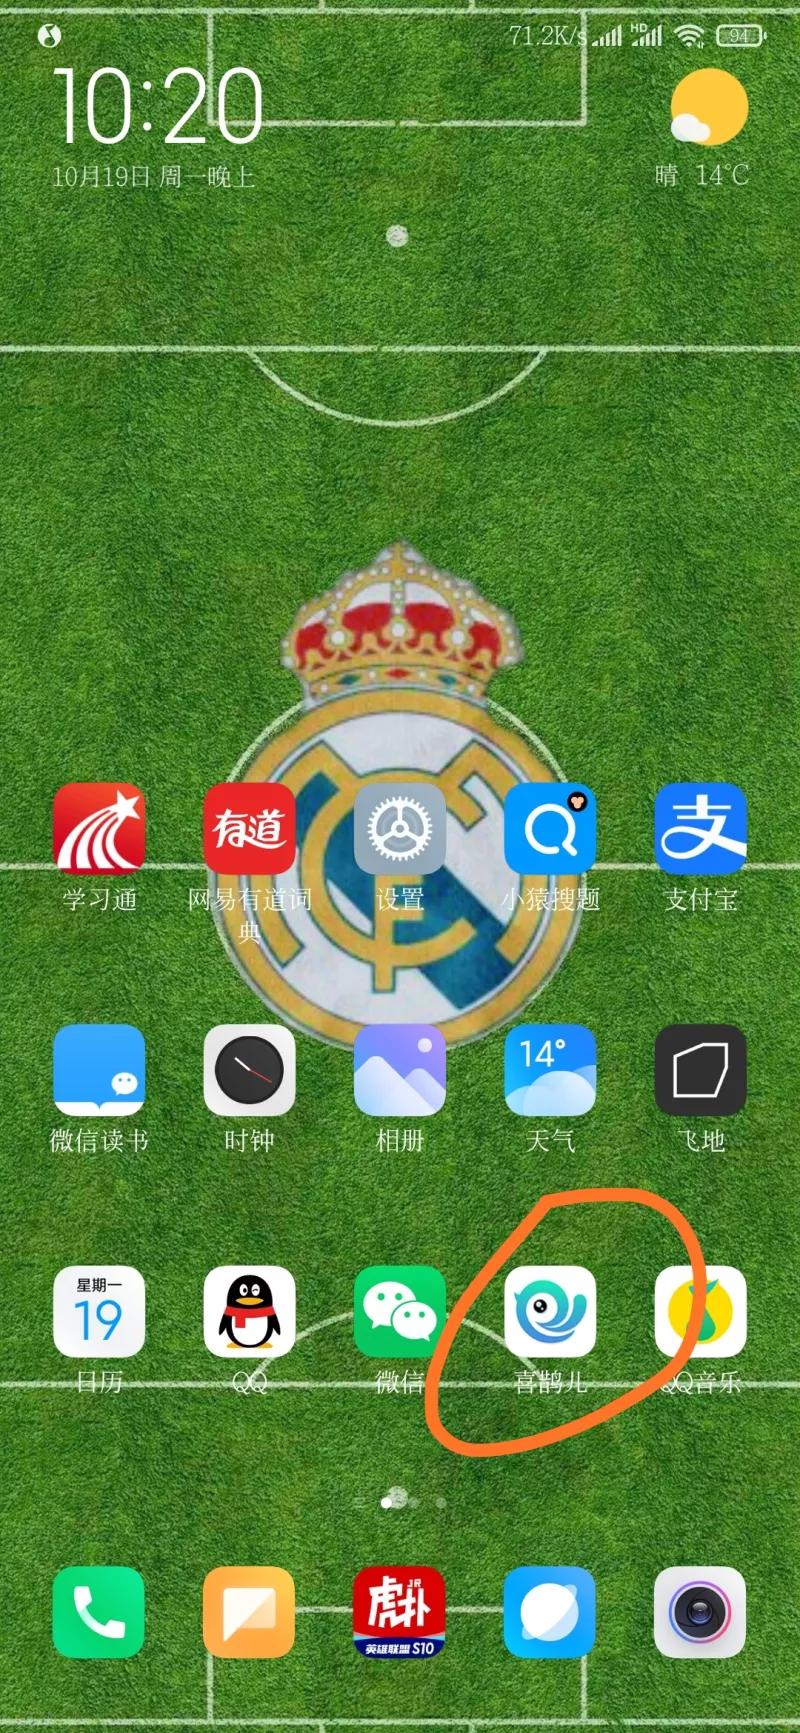 71.2K/s HD 94
10:20
10月19日 周一晚上
晴 14°C
有道
支
学习通 网易有道词典 设置 小猿搜题 支付宝
14°
微信读书 时钟 相册 天气 飞地
星期一
19
日历 QQ 微信 喜鹊儿 QQ音乐
虎扑 JR
英雄联盟 S10